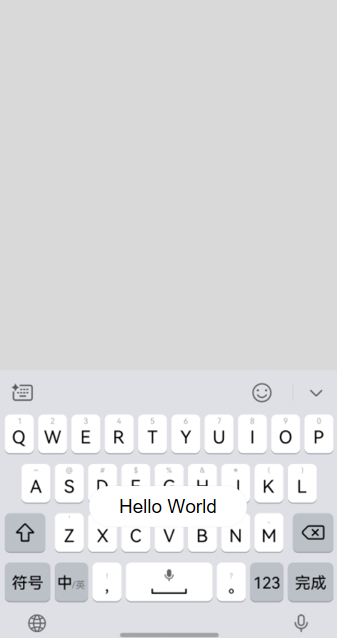 1 2 3 4 5 6 7 8 9 0
Q W E R T Y U I O P
~ @ # $ % & * ( )
A S D F G H J K L
Hello World
Z X C V B N M
! ?
符号 中/英 , 。 123 完成